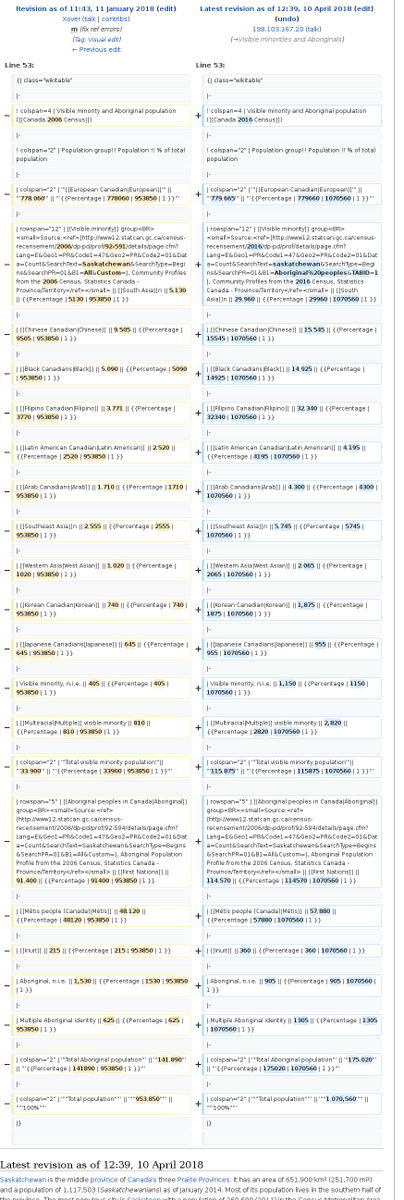 Revision as of 11:43, 11 January 2018 (edit)
Xover (talk | contribs)
m (fix ref errors)
(Tag: Visual edit)
← Previous edit
Latest revision as of 12:39, 10 April 2018 (edit)
(undo)
198.103.167.20 (talk)
(→Visible minorities and Aboriginals)
Line 53:
Line 53:
{| class="wikitable"
{| class="wikitable"
|-
|-
− ! colspan=4 | Visible minority and Aboriginal population
([[Canada 2006 Census]])
+ ! colspan=4 | Visible minority and Aboriginal population
([[Canada 2016 Census]])
|-
|-
! colspan="2" | Population group!! Population !! % of total
population
! colspan="2" | Population group!! Population !! % of total
population
|-
|-
− | colspan="2" | ''[[European Canadian|European]]'' ||
''778.060'' || ''{{Percentage | 778060 | 953850 | 1 }}''
+ | colspan="2" | ''[[European Canadian|European]]'' ||
''779.665'' || ''{{Percentage | 779660 | 1070560 | 1 }}''
|-
|-
− | rowspan="12" | [[Visible minority]] group<BR>
<small>Source:<ref>[http://www12.statcan.gc.ca/census-
recensement/2006/dp-pd/prof/92-591/details/page.cfm?
Lang=E&Geo1=PR&Code1=47&Geo2=PR&Code2=01&Dat
a=Count&SearchText=Saskatchewan&SearchType=Begi
ns&SearchPR=01&B1=All&Custom=], Community Profiles
from the 2006 Census, Statistics Canada -
Province/Territory</ref></small> || [[South Asia]]n || 5.130
|| {{Percentage | 5130 | 953850 | 1 }}
+ | rowspan="12" | [[Visible minority]] group<BR>
<small>Source:<ref>[http://www12.statcan.gc.ca/census-
recensement/2016/dp-pd/prof/details/page.cfm?
Lang=E&Geo1=PR&Code1=47&Geo2=PR&Code2=01&Dat
a=Count&SearchText=saskatchewan&SearchType=Begi
ns&SearchPR=01&B1=Aboriginal%20peoples&TABID=1
], Community Profiles from the 2016 Census, Statistics
Canada - Province/Territory</ref></small> || [[South
Asia]]n || 29.960 || {{Percentage | 29960 | 1070560 | 1 }}
|-
|-
− | [[Chinese Canadian|Chinese]] || 9.505 || {{Percentage |
9505 | 953850 | 1 }}
+ | [[Chinese Canadian|Chinese]] || 15.545 || {{Percentage |
15545 | 1070560 | 1 }}
|-
|-
− | [[Black Canadians|Black]] || 5.090 || {{Percentage | 5090
| 953850 | 1 }}
+ | [[Black Canadians|Black]] || 14.925 || {{Percentage |
14925 | 1070560 | 1 }}
|-
|-
− | [[Filipino Canadian|Filipino]] || 3.771 || {{Percentage |
3770 | 953850 | 1 }}
+ | [[Filipino Canadian|Filipino]] || 32.340 || {{Percentage |
32340 | 1070560 | 1 }}
|-
|-
− | [[Latin American Canadian|Latin American]] || 2.520 ||
{{Percentage | 2520 | 953850 | 1 }}
+ | [[Latin American Canadian|Latin American]] || 4.195 ||
{{Percentage | 4195 | 1070560 | 1 }}
|-
|-
− | [[Arab Canadians|Arab]] || 1.710 || {{Percentage | 1710 |
953850 | 1 }}
+ | [[Arab Canadians|Arab]] || 4.300 || {{Percentage | 4300 |
1070560 | 1 }}
|-
|-
− | [[Southeast Asia]]n || 2.555 || {{Percentage | 2555 |
953850 | 1 }}
+ | [[Southeast Asia]]n || 5.745 || {{Percentage | 5745 |
1070560 | 1 }}
|-
|-
− | [[Western Asia|West Asian]] || 1.020 || {{Percentage |
1020 | 953850 | 1 }}
+ | [[Western Asia|West Asian]] || 2.065 || {{Percentage |
2065 | 1070560 | 1 }}
|-
|-
− | [[Korean Canadian|Korean]] || 740 || {{Percentage | 740 |
953850 | 1 }}
+ | [[Korean Canadian|Korean]] || 1,875 || {{Percentage |
1875 | 1070560 | 1 }}
|-
|-
− | [[Japanese Canadians|Japanese]] || 645 || {{Percentage |
645 | 953850 | 1 }}
+ | [[Japanese Canadians|Japanese]] || 955 || {{Percentage |
955 | 1070560 | 1 }}
|-
|-
− | Visible minority, n.i.e. || 405 || {{Percentage | 405 |
953850 | 1 }}
+ | Visible minority, n.i.e. || 1,150 || {{Percentage | 1150 |
1070560 | 1 }}
|-
|-
− | [[Multiracial|Multiple]] visible minority || 810 ||
{{Percentage | 810 | 953850 | 1 }}
+ | [[Multiracial|Multiple]] visible minority || 2,820 ||
{{Percentage | 2820 | 1070560 | 1 }}
|-
|-
− | colspan="2" | ''Total visible minority population'' ||
''33.900'' || ''{{Percentage | 33900 | 953850 | 1 }}''
+ | colspan="2" | ''Total visible minority population'' ||
''115.875'' || ''{{Percentage | 115875 | 1070560 | 1 }}''
|-
|-
− | rowspan="5" | [[Aboriginal peoples in Canada|Aboriginal]]
group<BR><small>Source:<ref>
[http://www12.statcan.gc.ca/census-
recensement/2006/dp-pd/prof/92-594/details/page.cfm?
Lang=E&Geo1=PR&Code1=47&Geo2=PR&Code2=01&Dat
a=Count&SearchText=Saskatchewan&SearchType=Begins
&SearchPR=01&B1=All&Custom=], Aboriginal Population
Profile from the 2006 Census, Statistics Canada -
Province/Territory</ref></small> || [[First Nations]] ||
91.400 || {{Percentage | 91400 | 953850 | 1 }}
+ | rowspan="5" | [[Aboriginal peoples in Canada|Aboriginal]]
group<BR><small>Source:<ref>
[http://www12.statcan.gc.ca/census-
recensement/2006/dp-pd/prof/92-594/details/page.cfm?
Lang=E&Geo1=PR&Code1=47&Geo2=PR&Code2=01&Dat
a=Count&SearchText=Saskatchewan&SearchType=Begins
&SearchPR=01&B1=All&Custom=], Aboriginal Population
Profile from the 2006 Census, Statistics Canada -
Province/Territory</ref></small> || [[First Nations]] ||
114.570 || {{Percentage | 114570 | 1070560 | 1 }}
|-
|-
− | [[Métis people (Canada)|Métis]] || 48.120 ||
{{Percentage | 48120 | 953850 | 1 }}
+ | [[Métis people (Canada)|Métis]] || 57.880 ||
{{Percentage | 57880 | 1070560 | 1 }}
|-
|-
− | [[Inuit]] || 215 || {{Percentage | 215 | 953850 | 1 }}
+ | [[Inuit]] || 360 || {{Percentage | 360 | 1070560 | 1 }}
|-
|-
− | Aboriginal, n.i.e. || 1,530 || {{Percentage | 1530 | 953850
| 1 }}
+ | Aboriginal, n.i.e. || 905 || {{Percentage | 905 | 1070560 |
1 }}
|-
|-
− | Multiple Aboriginal identity || 625 || {{Percentage | 625 |
953850 | 1 }}
+ | Multiple Aboriginal identity || 1305 || {{Percentage | 1305
| 1070560 | 1 }}
|-
|-
− | colspan="2" | ''Total Aboriginal population'' || ''141.890''
|| ''{{Percentage | 141890 | 953850 | 1 }}''
+ | colspan="2" | ''Total Aboriginal population'' || ''175.020''
|| ''{{Percentage | 175020 | 1070560 | 1 }}''
|-
|-
− | colspan="2" | '''Total population''' || '''953.850''' ||
'''100%'''
+ | colspan="2" | '''Total population''' || '''1.070,560''' ||
'''100%'''
|}
|}
Latest revision as of 12:39, 10 April 2018
Saskatchewan is the middle province of Canada's three Prairie Provinces. It has an area of 651,900 km² (251,700 mi²)
and a population of 1,117,503 (Saskatchewanians) as of January 2014. Most of its population lives in the southern half of